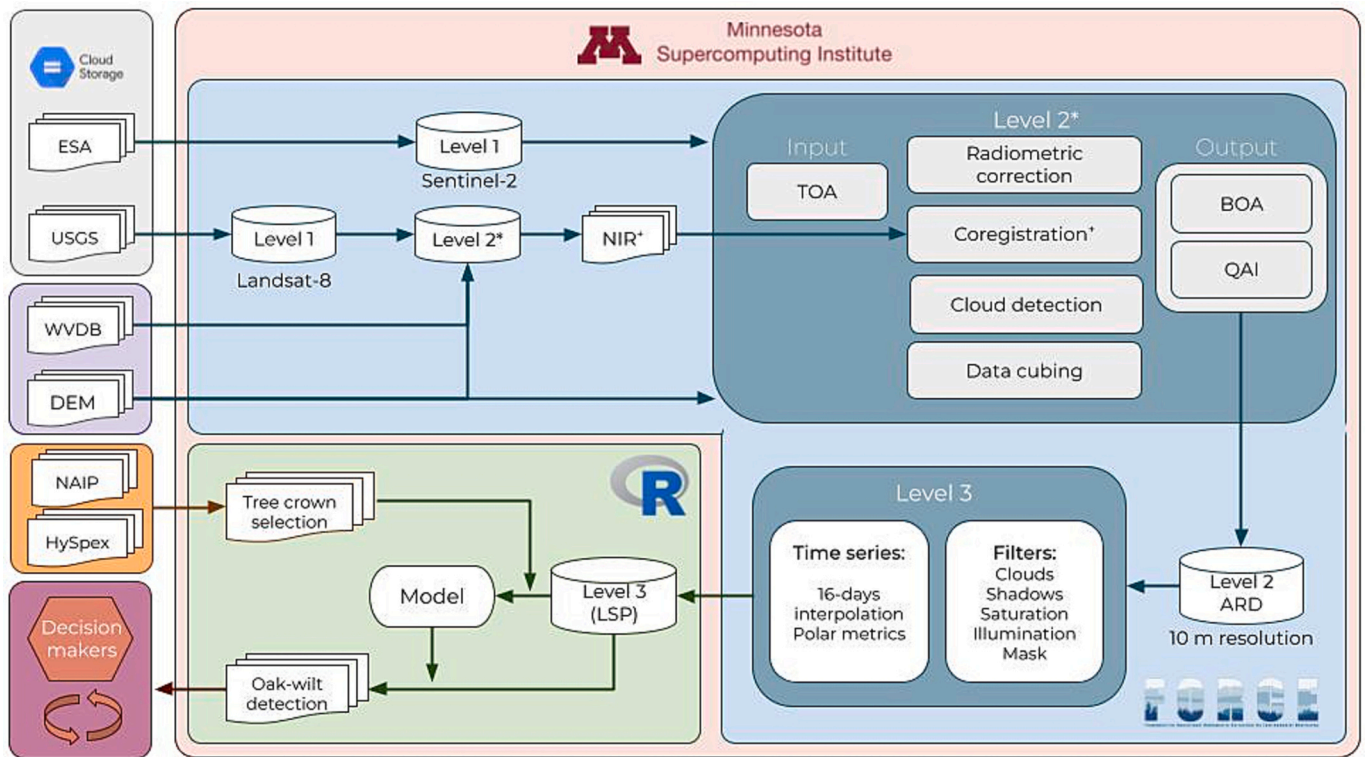 Cloud
Storage
Minnesota
Supercomputing Institute
ESA
Level 1
Sentinel-2
USGS
Level 1
Landsat-8
Level 2*
NIR⁺
WVDB
DEM
Level 2*
Input
TOA
Radiometric
correction
Coregistration⁺
Cloud detection
Data cubing
Output
BOA
QAI
NAIP
HySpex
Tree crown
selection
R
Model
Level 3
(LSP)
Oak-wilt
detection
Decision
makers
Level 3
Time series:
16-days
interpolation
Polar metrics
Filters:
Clouds
Shadows
Saturation
Illumination
Mask
Level 2
ARD
10 m resolution
FORCE